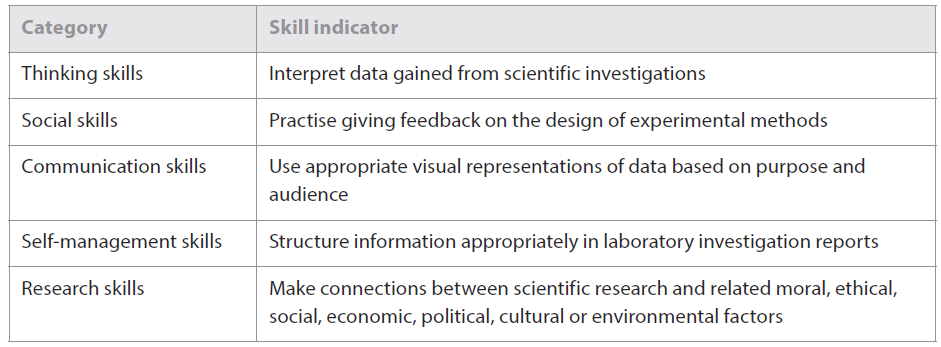 Category Skill indicator
Thinking skills Interpret data gained from scientific investigations
Social skills Practise giving feedback on the design of experimental methods
Communication skills Use appropriate visual representations of data based on purpose and
audience
Self-management skills Structure information appropriately in laboratory investigation reports
Research skills Make connections between scientific research and related moral, ethical,
social, economic, political, cultural or environmental factors